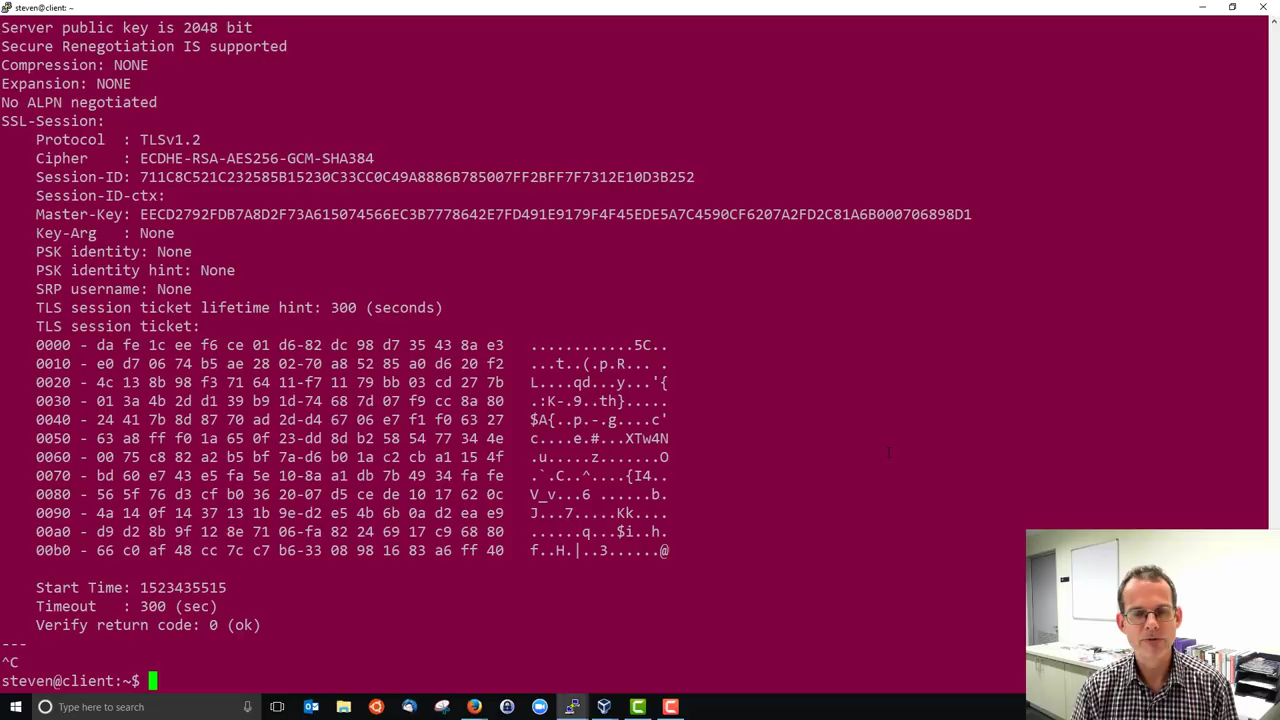 steven@client: ~
Server public key is 2048 bit
Secure Renegotiation IS supported
Compression: NONE
Expansion: NONE
No ALPN negotiated
SSL-Session:
    Protocol  : TLSv1.2
    Cipher    : ECDHE-RSA-AES256-GCM-SHA384
    Session-ID: 711C8C521C232585B15230C33CC0C49A8886B785007FF2BFF7F7312E10D3B252
    Session-ID-ctx:
    Master-Key: EECD2792FDB7A8D2F73A615074566EC3B7778642E7FD491E9179F4F45EDE5A7C4590CF6207A2FD2C81A6B000706898D1
    Key-Arg   : None
    PSK identity: None
    PSK identity hint: None
    SRP username: None
    TLS session ticket lifetime hint: 300 (seconds)
    TLS session ticket:
    0000 - da fe 1c ee f6 ce 01 d6-82 dc 98 d7 35 43 8a e3   ............5C..
    0010 - e0 d7 06 74 b5 ae 28 02-70 a8 52 85 a0 d6 20 f2   ...t..(.p.R... .
    0020 - 4c 13 8b 98 f3 71 64 11-f7 11 79 bb 03 cd 27 7b   L....qd...y...'{
    0030 - 01 3a 4b 2d d1 39 b9 1d-74 68 7d 07 f9 cc 8a 80   .:K-.9..th}.....
    0040 - 24 41 7b 8d 87 70 ad 2d-d4 67 06 e7 f1 f0 63 27   $A{..p.-.g....c'
    0050 - 63 a8 ff f0 1a 65 0f 23-dd 8d b2 58 54 77 34 4e   c....e.#...XTw4N
    0060 - 00 75 c8 82 a2 b5 bf 7a-d6 b0 1a c2 cb a1 15 4f   .u.....z.......O
    0070 - bd 60 e7 43 e5 fa 5e 10-8a a1 db 7b 49 34 fa fe   .`.C..^....{I4..
    0080 - 56 5f 76 d3 cf b0 36 20-07 d5 ce de 10 17 62 0c   V_v...6 ......b.
    0090 - 4a 14 0f 14 37 13 1b 9e-d2 e5 4b 6b 0a d2 ea e9   J...7.....Kk....
    00a0 - d9 d2 8b 9f 12 8e 71 06-fa 82 24 69 17 c9 68 80   ......q...$i..h.
    00b0 - 66 c0 af 48 cc 7c c7 b6-33 08 98 16 83 a6 ff 40   f..H.|..3......@
    Start Time: 1523435515
    Timeout   : 300 (sec)
    Verify return code: 0 (ok)
---
^C
steven@client:~$
Type here to search